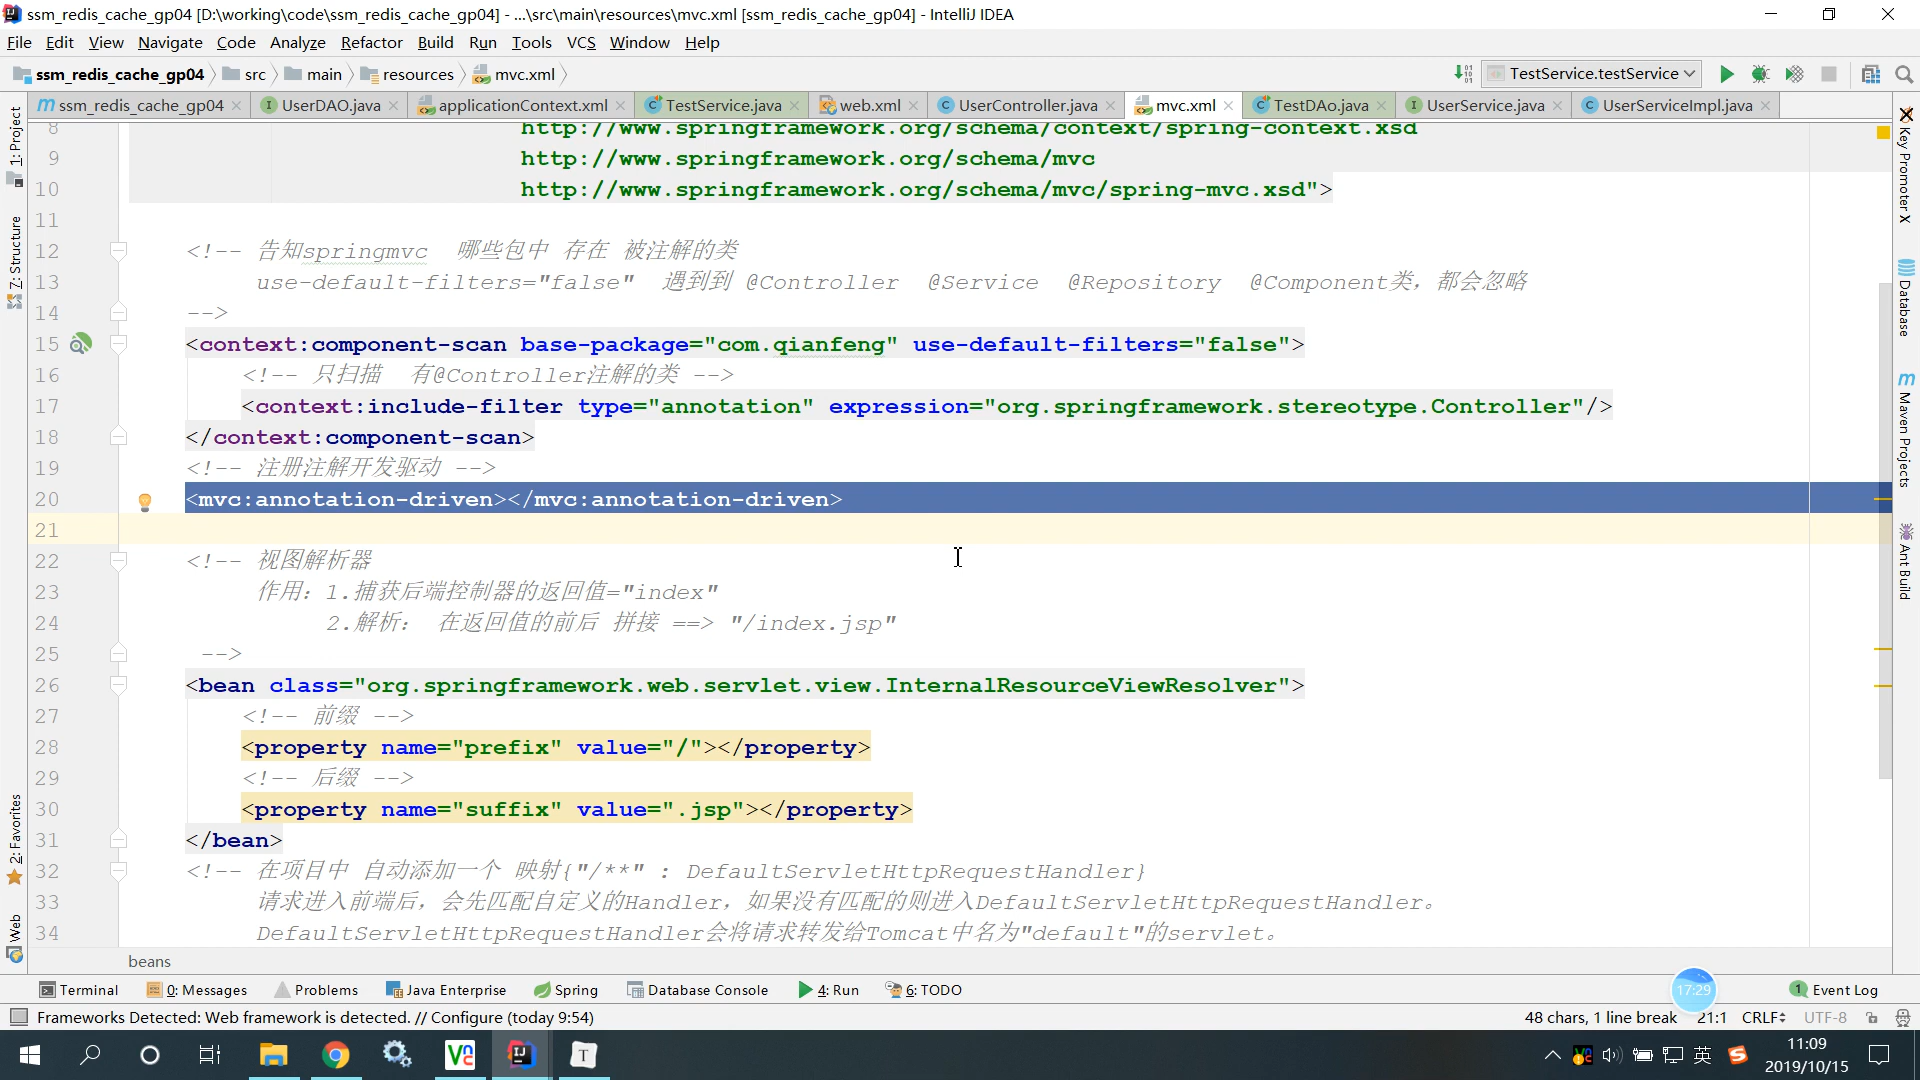 ssm_redis_cache_gp04 [D:\working\code\ssm_redis_cache_gp04] - ...\src\main\resources\mvc.xml [ssm_redis_cache_gp04] - IntelliJ IDEA
File Edit View Navigate Code Analyze Refactor Build Run Tools VCS Window Help
ssm_redis_cache_gp04 src main resources mvc.xml TestService.testService
ssm_redis_cache_gp04 UserDAO.java applicationContext.xml TestService.java web.xml UserController.java mvc.xml TestDAo.java UserService.java UserServiceImpl.java
8 http://www.springframework.org/schema/context/spring-context.xsd
9 http://www.springframework.org/schema/mvc
10 http://www.springframework.org/schema/mvc/spring-mvc.xsd">
11
12 <!-- 告知springmvc 哪些包中 存在 被注解的类
13 use-default-filters="false" 遇到到 @Controller @Service @Repository @Component类，都会忽略
14 -->
15 <context:component-scan base-package="com.qianfeng" use-default-filters="false">
16 <!-- 只扫描 有@Controller注解的类 -->
17 <context:include-filter type="annotation" expression="org.springframework.stereotype.Controller"/>
18 </context:component-scan>
19 <!-- 注册注解开发驱动 -->
20 <mvc:annotation-driven></mvc:annotation-driven>
21
22 <!-- 视图解析器
23 作用：1.捕获后端控制器的返回值="index"
24 2.解析： 在返回值的前后 拼接 ==> "/index.jsp"
25 -->
26 <bean class="org.springframework.web.servlet.view.InternalResourceViewResolver">
27 <!-- 前缀 -->
28 <property name="prefix" value="/"></property>
29 <!-- 后缀 -->
30 <property name="suffix" value=".jsp"></property>
31 </bean>
32 <!-- 在项目中 自动添加一个 映射{"/**" : DefaultServletHttpRequestHandler}
33 请求进入前端后，会先匹配自定义的Handler，如果没有匹配的则进入DefaultServletHttpRequestHandler。
34 DefaultServletHttpRequestHandler会将请求转发给Tomcat中名为"default"的servlet。
beans
1: Project
7: Structure
2: Favorites
Web
Key Promoter X
Database
Maven Projects
Ant Build
Terminal 0: Messages Problems Java Enterprise Spring Database Console 4: Run 6: TODO 17:29 1 Event Log
Frameworks Detected: Web framework is detected. // Configure (today 9:54) 48 chars, 1 line break 21:1 CRLF UTF-8
英 11:09
2019/10/15